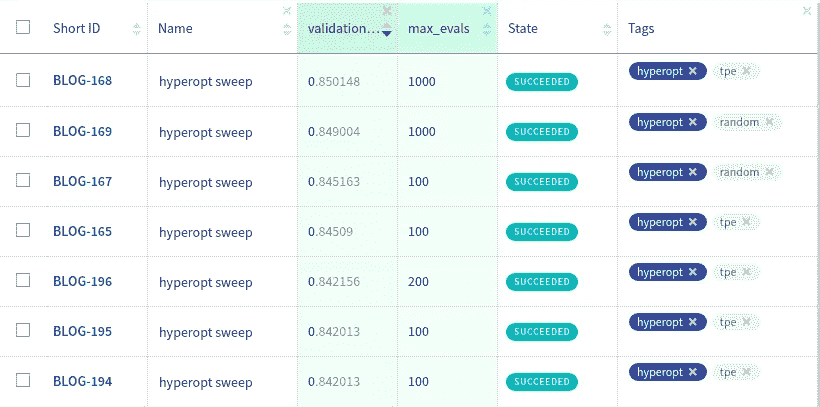 Short ID Name validation... max_evals State Tags
BLOG-168 hyperopt sweep 0.850148 1000 SUCCEEDED hyperopt tpe
BLOG-169 hyperopt sweep 0.849004 1000 SUCCEEDED hyperopt random
BLOG-167 hyperopt sweep 0.845163 100 SUCCEEDED hyperopt random
BLOG-165 hyperopt sweep 0.84509 100 SUCCEEDED hyperopt tpe
BLOG-196 hyperopt sweep 0.842156 200 SUCCEEDED hyperopt tpe
BLOG-195 hyperopt sweep 0.842013 100 SUCCEEDED hyperopt tpe
BLOG-194 hyperopt sweep 0.842013 100 SUCCEEDED hyperopt tpe